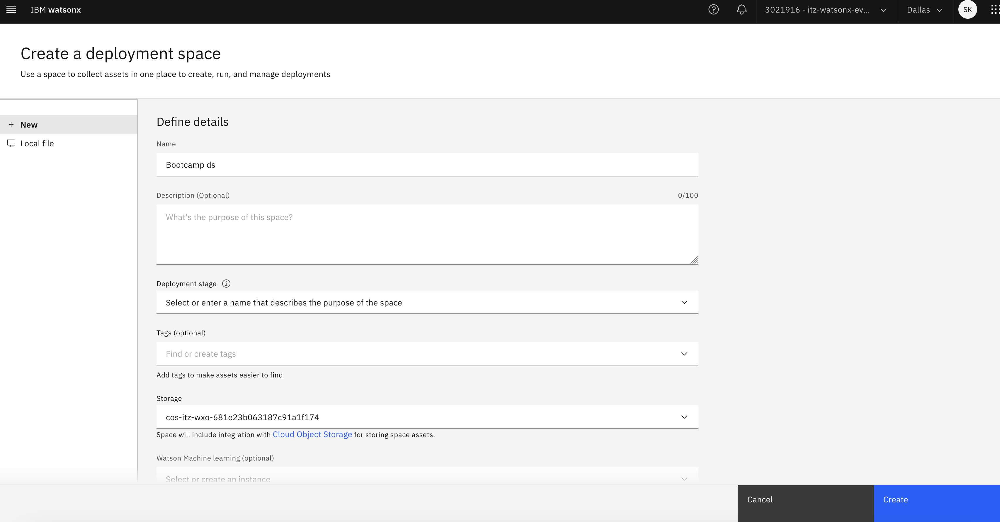 IBM watsonx
3021916 - itz-watsonx-ev...
Dallas
SK
Create a deployment space
Use a space to collect assets in one place to create, run, and manage deployments
New
Local file
Define details
Name
Bootcamp ds
Description (Optional)
0/100
What's the purpose of this space?
Deployment stage
Select or enter a name that describes the purpose of the space
Tags (optional)
Find or create tags
Add tags to make assets easier to find
Storage
cos-itz-wxo-681e23b063187c91a1f174
Space will include integration with Cloud Object Storage for storing space assets.
Watson Machine learning (optional)
Select or create an instance
Cancel
Create